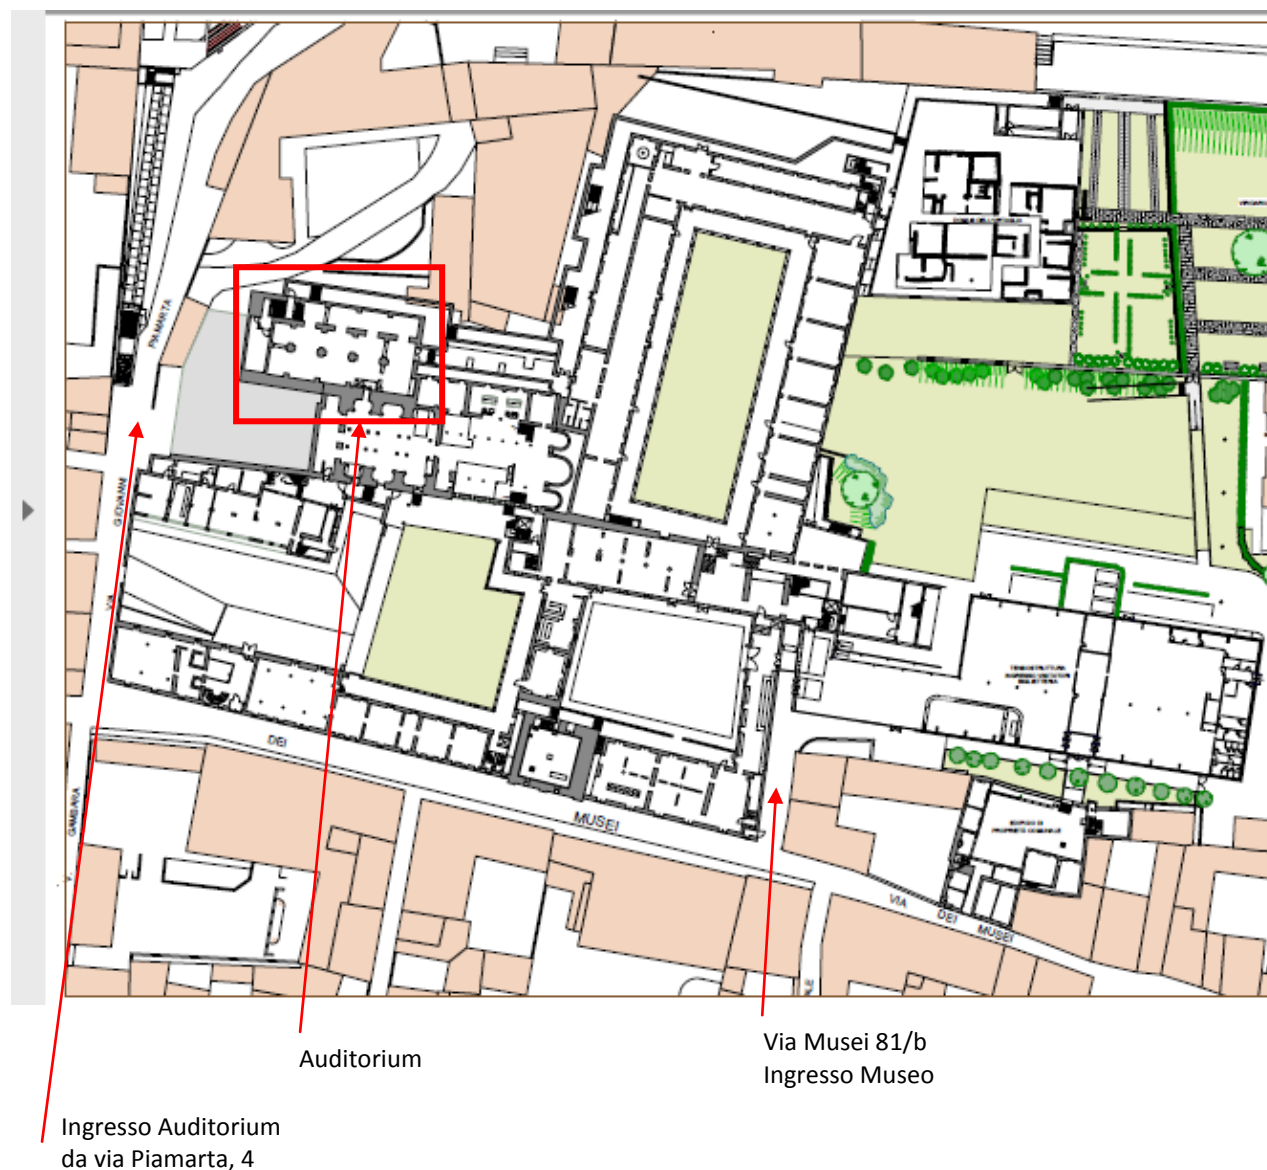 PIAMARTA
GIOVANNI
VIA
GAMBARA
V.
DEI
MUSEI
VIA
DEI
MUSEI
Auditorium
Via Musei 81/b
Ingresso Museo
Ingresso Auditorium
da via Piamarta, 4